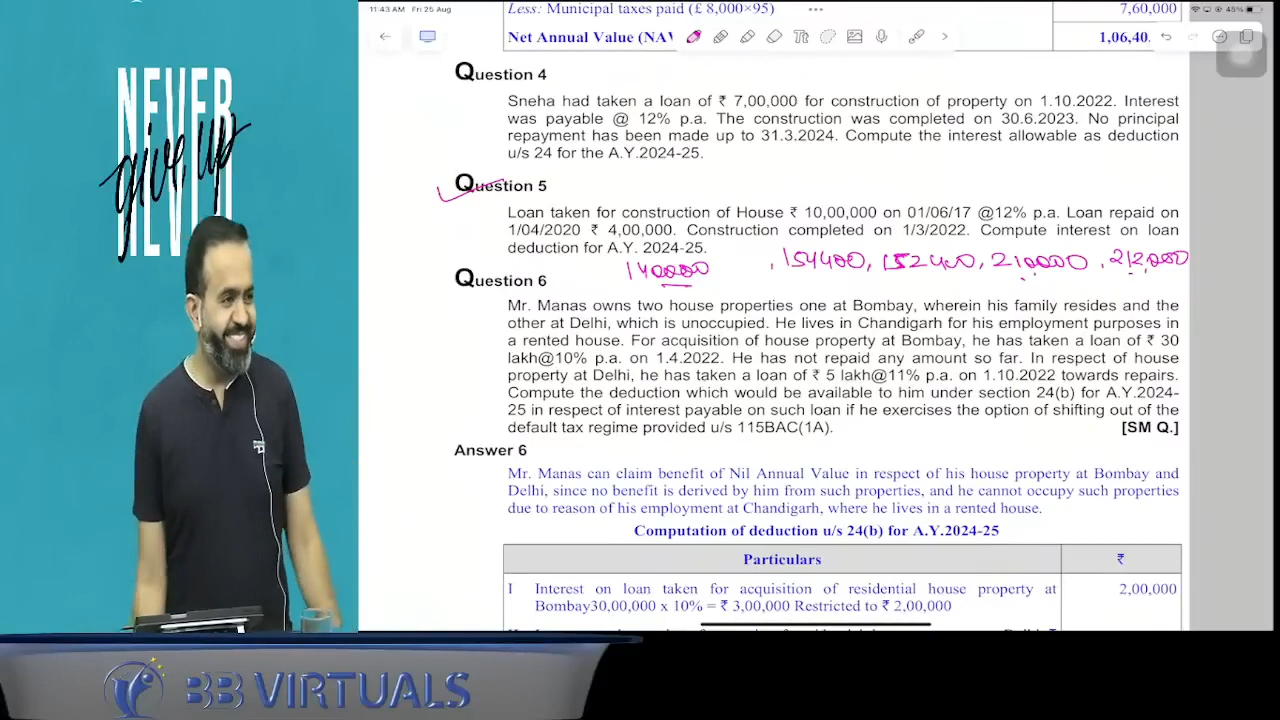 11:43 AM Fri 25 Aug
45%
Less: Municipal taxes paid (£ 8,000×95) 7,60,000
Net Annual Value (NAV 1,06,40.
NEVER
give up
NEVER
Question 4
Sneha had taken a loan of ₹ 7,00,000 for construction of property on 1.10.2022. Interest
was payable @ 12% p.a. The construction was completed on 30.6.2023. No principal
repayment has been made up to 31.3.2024. Compute the interest allowable as deduction
u/s 24 for the A.Y.2024-25.
Question 5
Loan taken for construction of House ₹ 10,00,000 on 01/06/17 @12% p.a. Loan repaid on
1/04/2020 ₹ 4,00,000. Construction completed on 1/3/2022. Compute interest on loan
deduction for A.Y. 2024-25.
140000 , 154400, 152400, 210000, 212,000
Question 6
Mr. Manas owns two house properties one at Bombay, wherein his family resides and the
other at Delhi, which is unoccupied. He lives in Chandigarh for his employment purposes in
a rented house. For acquisition of house property at Bombay, he has taken a loan of ₹ 30
lakh@10% p.a. on 1.4.2022. He has not repaid any amount so far. In respect of house
property at Delhi, he has taken a loan of ₹ 5 lakh@11% p.a. on 1.10.2022 towards repairs.
Compute the deduction which would be available to him under section 24(b) for A.Y.2024-
25 in respect of interest payable on such loan if he exercises the option of shifting out of the
default tax regime provided u/s 115BAC(1A). [SM Q.]
Answer 6
Mr. Manas can claim benefit of Nil Annual Value in respect of his house property at Bombay and
Delhi, since no benefit is derived by him from such properties, and he cannot occupy such properties
due to reason of his employment at Chandigarh, where he lives in a rented house.
Computation of deduction u/s 24(b) for A.Y.2024-25
Particulars ₹
I Interest on loan taken for acquisition of residential house property at 2,00,000
Bombay30,00,000 x 10% = ₹ 3,00,000 Restricted to ₹ 2,00,000
BB VIRTUALS